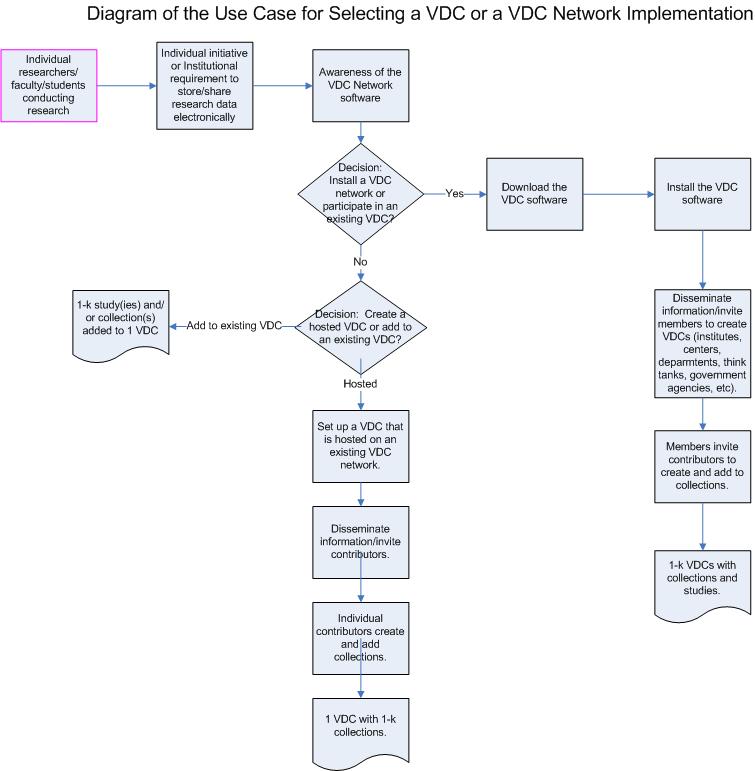 Diagram of the Use Case for Selecting a VDC or a VDC Network Implementation
Individual
researchers/
faculty/students
conducting
research
Individual initiative
or Institutional
requirement to
store/share
research data
electronically
Awareness of the
VDC Network
software
Decision:
Install a VDC
network or
participate in an
existing VDC?
Yes
Download the
VDC software
Install the VDC
software
No
1-k study(ies) and/
or collection(s)
added to 1 VDC
Add to existing VDC
Decision:  Create a
hosted VDC or add to
an existing VDC?
Disseminate
information/invite
members to create
VDCs (institutes,
centers,
deparmtents, think
tanks, government
agencies, etc).
Hosted
Set up a VDC that
is hosted on an
existing VDC
network.
Members invite
contributors to
create and add to
collections.
Disseminate
information/invite
contributors.
1-k VDCs with
collections and
studies.
Individual
contributors create
and add
collections.
1 VDC with 1-k
collections.